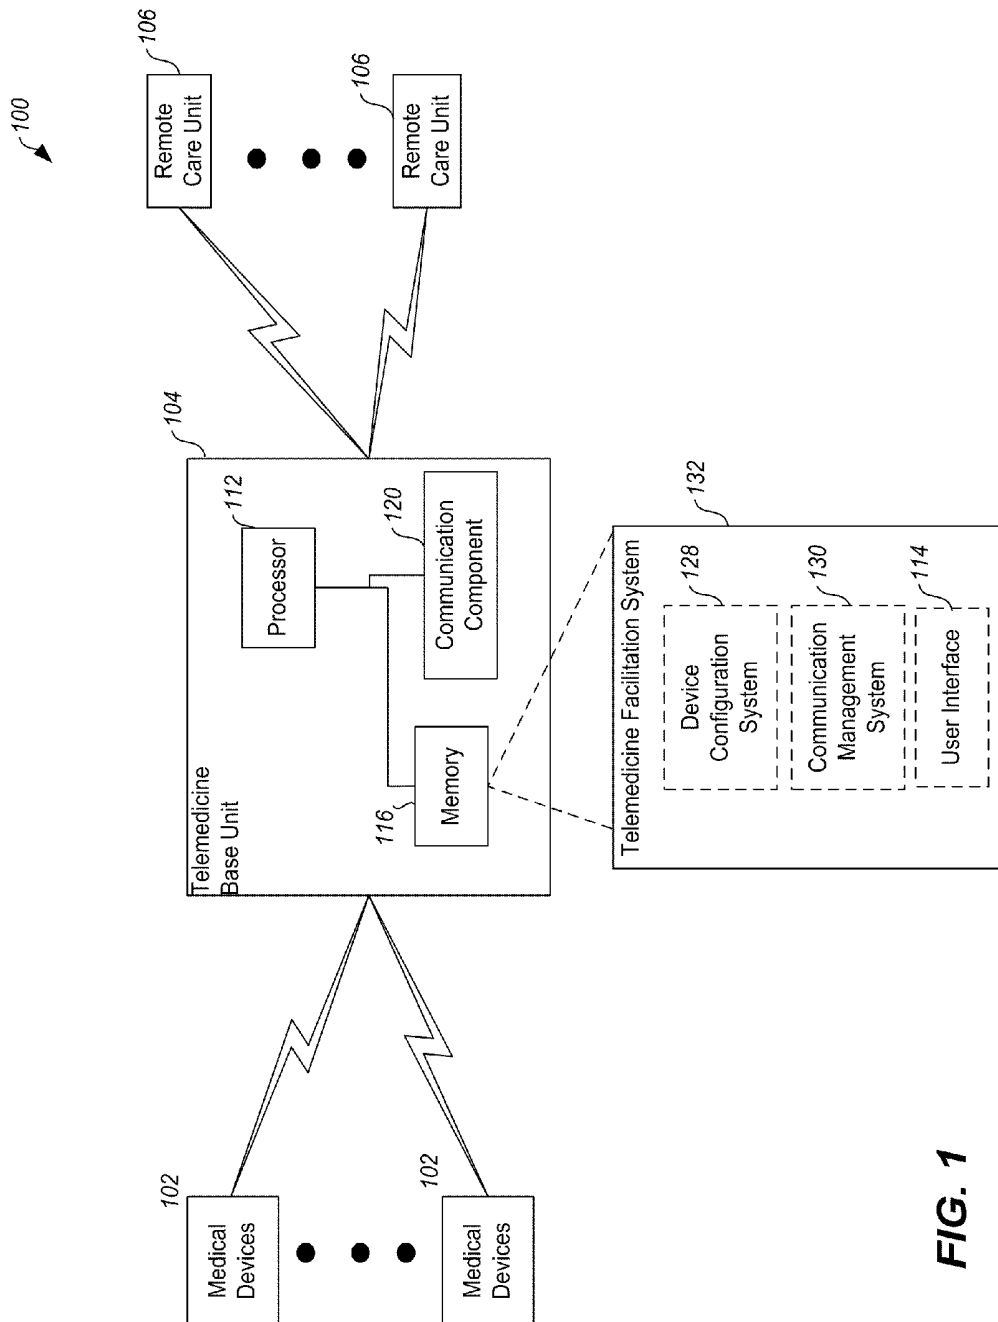 100
102
Medical
Devices
102
Medical
Devices
104
Telemedicine
Base Unit
112
Processor
116
Memory
120
Communication
Component
106
Remote
Care Unit
106
Remote
Care Unit
132
Telemedicine Facilitation System
128
Device
Configuration
System
130
Communication
Management
System
114
User Interface
FIG. 1